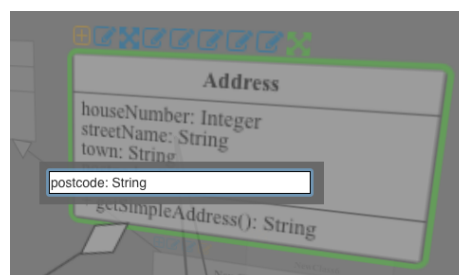 Address
houseNumber: Integer
streetName: String
town: String
postcode: String
getSimpleAddress(): String